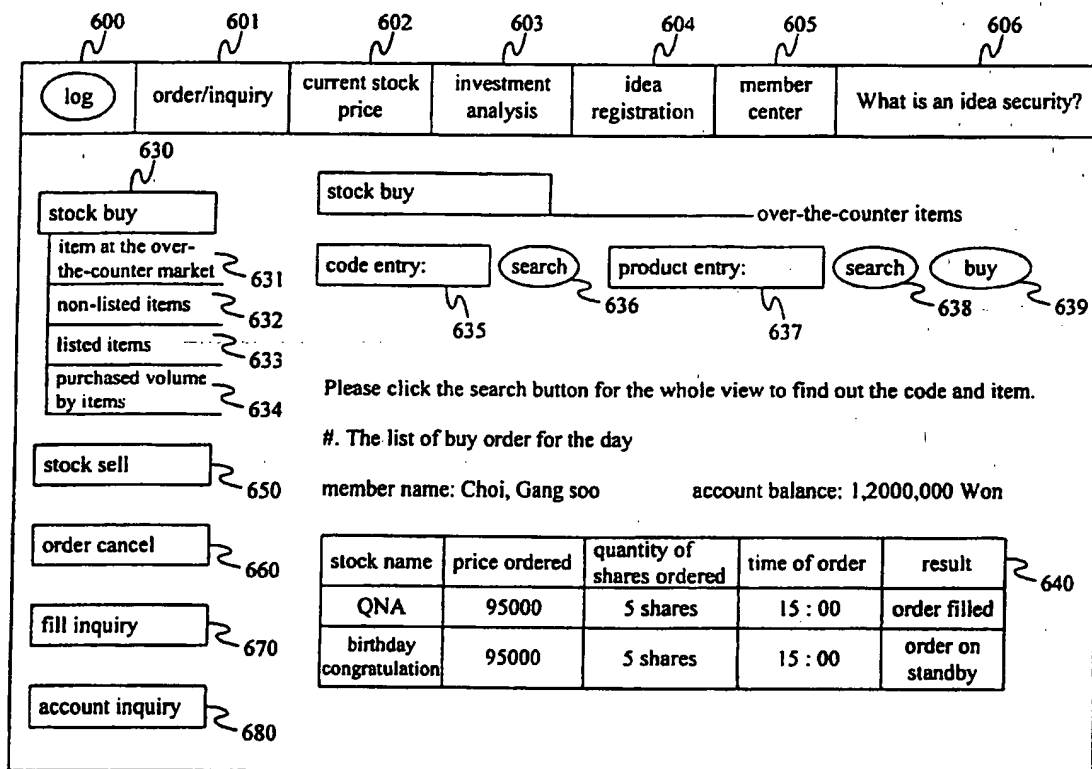 600 601 602 603 604 605 606
log order/inquiry current stock price investment analysis idea registration member center What is an idea security?
630
stock buy
item at the over-
the-counter market
631
non-listed items
632
listed items
633
purchased volume
by items
634
stock sell
650
order cancel
660
fill inquiry
670
account inquiry
680
stock buy
over-the-counter items
code entry: search product entry: search buy
635 636 637 638 639
Please click the search button for the whole view to find out the code and item.
#. The list of buy order for the day
member name: Choi, Gang soo account balance: 1,2000,000 Won
stock name price ordered quantity of shares ordered time of order result
640
QNA 95000 5 shares 15 : 00 order filled
birthday congratulation 95000 5 shares 15 : 00 order on standby